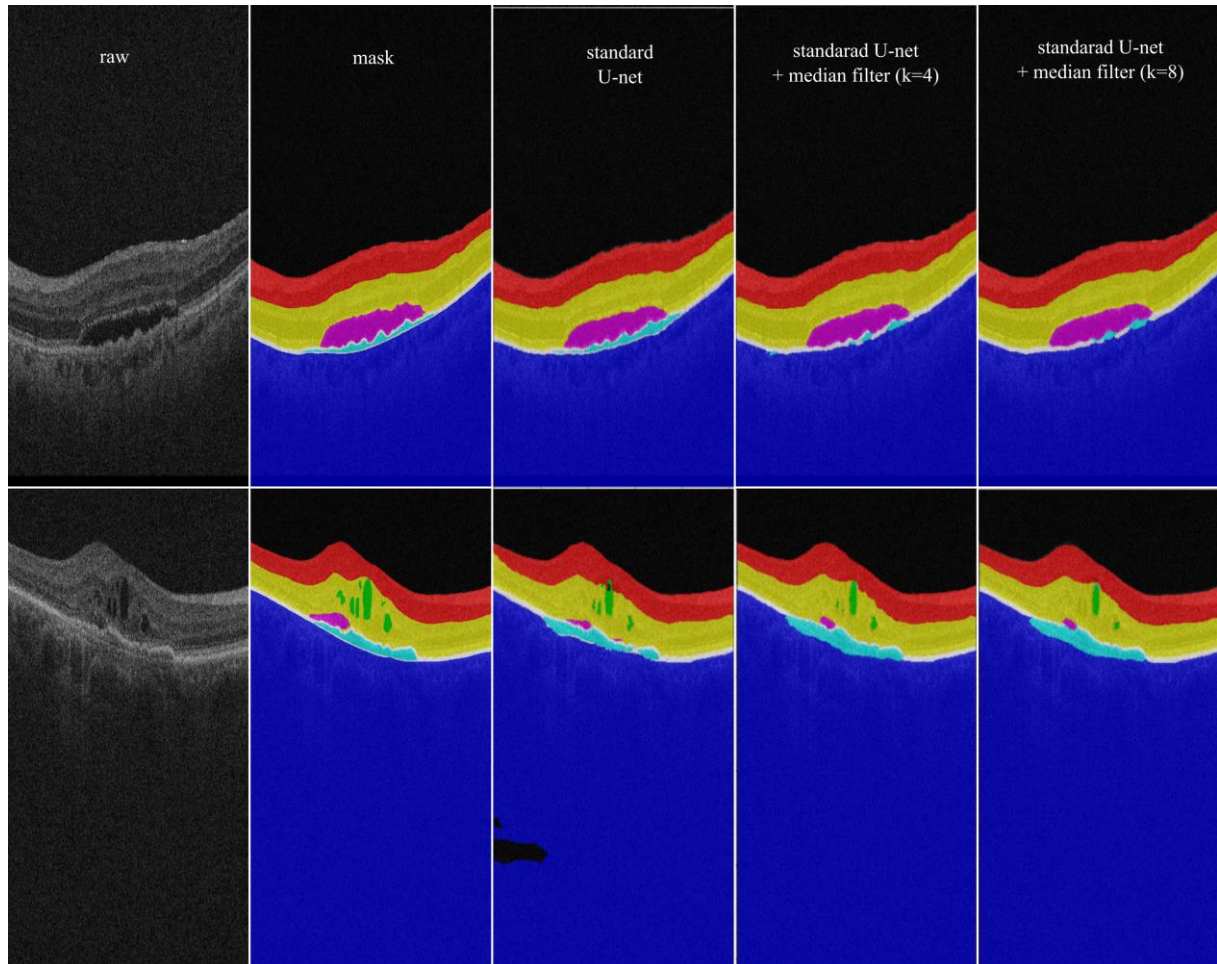 raw
mask
standard
U-net
standarad U-net
+ median filter (k=4)
standarad U-net
+ median filter (k=8)